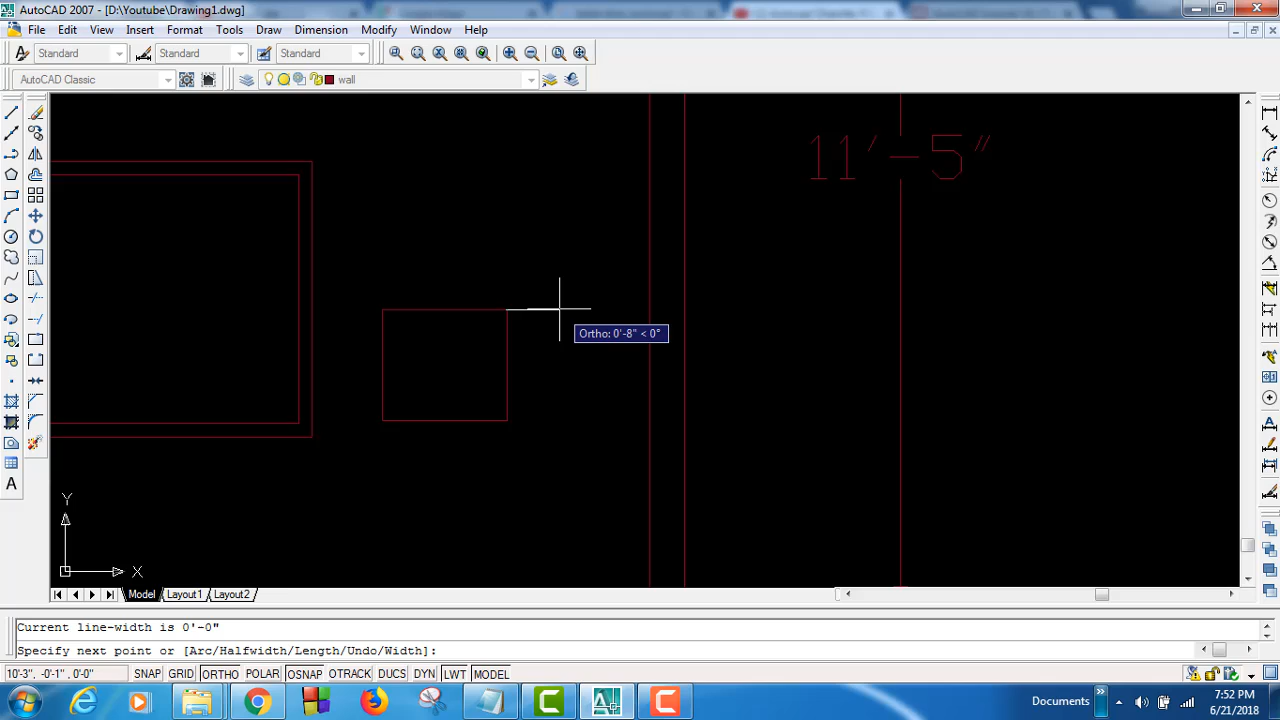 AutoCAD 2007 - [D:\Youtube\Drawing1.dwg]
File Edit View Insert Format Tools Draw Dimension Modify Window Help
Standard Standard Standard
AutoCAD Classic wall
11'-5"
Ortho: 0'-8" < 0°
A
Y
X
Model Layout1 Layout2
Current line-width is 0'-0"
Specify next point or [Arc/Halfwidth/Length/Undo/Width]:
10'-3", -0'-1", 0'-0" SNAP GRID ORTHO POLAR OSNAP OTRACK DUCS DYN LWT MODEL
Documents
7:52 PM
6/21/2018